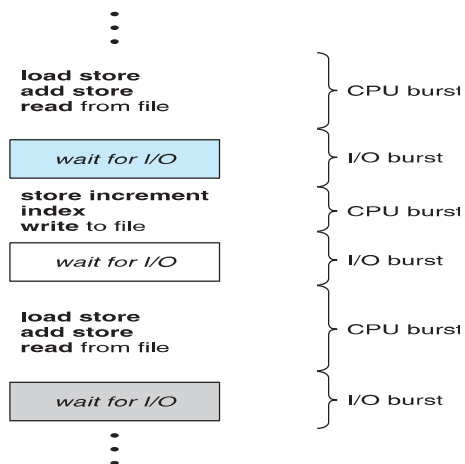 load store
add store
read from file
CPU burst
wait for I/O
I/O burst
store increment
index
write to file
CPU burst
wait for I/O
I/O burst
load store
add store
read from file
CPU burst
wait for I/O
I/O burst